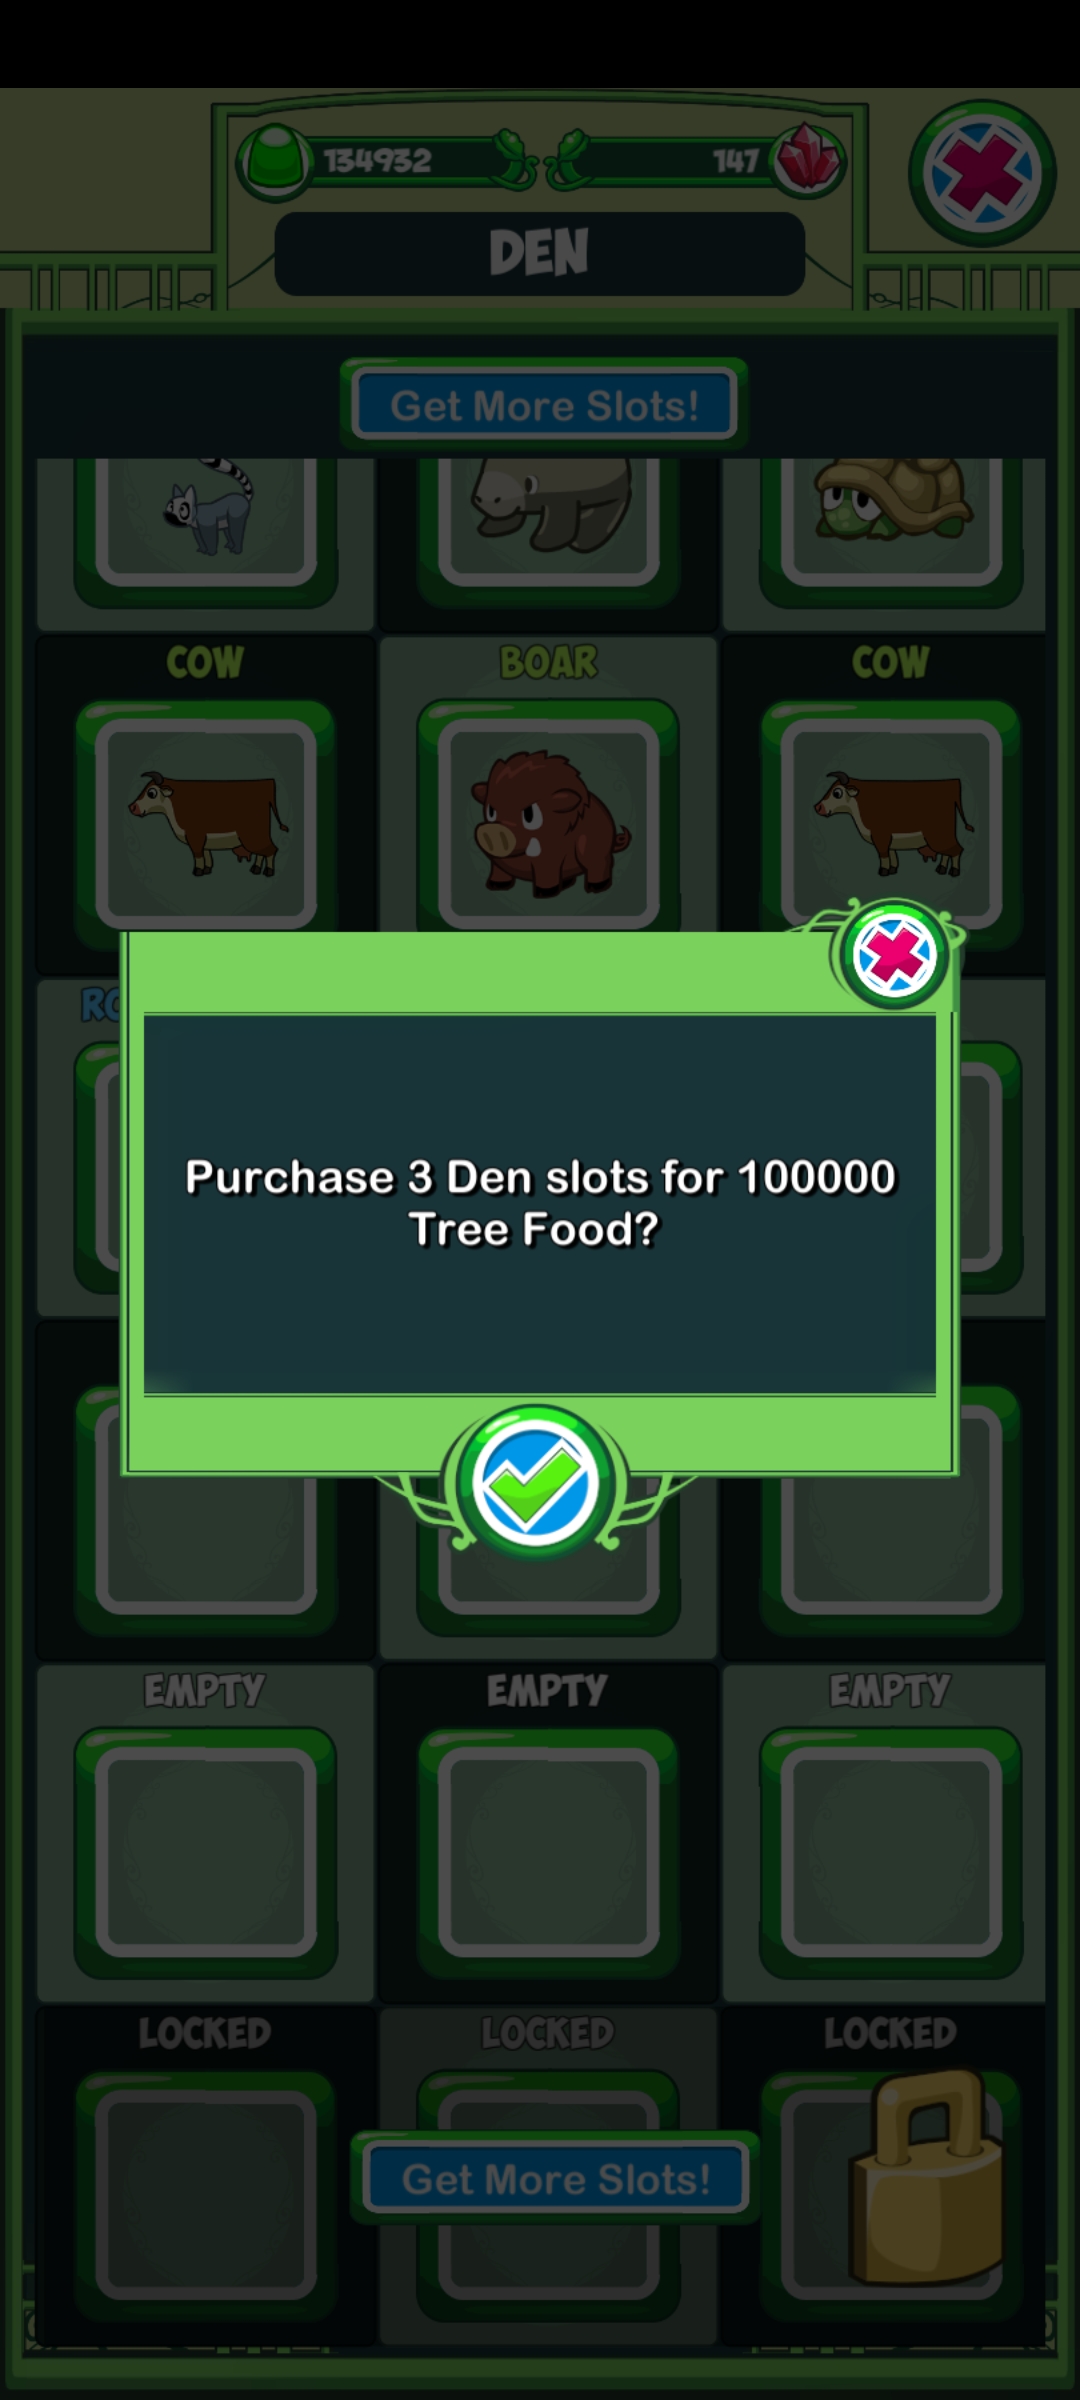 134932
147
DEN
Get More Slots!
COW
BOAR
COW
Purchase 3 Den slots for 100000
Tree Food?
EMPTY
EMPTY
EMPTY
LOCKED
LOCKED
LOCKED
Get More Slots!